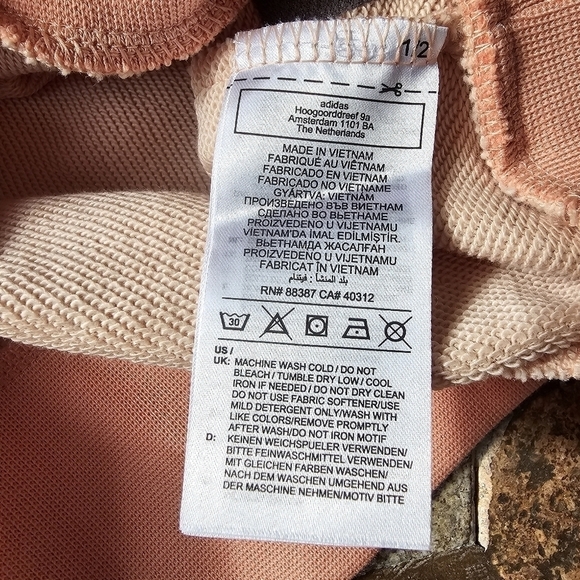 1/2
adidas
Hoogoorddreef 9a
Amsterdam 1101 BA
The Netherlands
MADE IN VIETNAM
FABRIQUÉ AU VIÊTNAM
FABRICADO EN VIETNAM
FABRICADO NO VIETNAME
GYÁRTVA: VIETNÁM
ПРОИЗВЕДЕНО ВЪВ ВИЕТНАМ
СДЕЛАНО ВО ВЬЕТНАМЕ
PROIZVEDENO U VIJETNAMU
VIETNAM'DA IMAL EDİLMİŞTİR.
ВЬЕТНАМДА ЖАСАЛҒАН
PROIZVEDENO U VIJETNAMU
FABRICAT ÎN VIETNAM
بلد المنشأ : فيتنام
RN# 88387 CA# 40312
30
US /
UK: MACHINE WASH COLD / DO NOT
BLEACH / TUMBLE DRY LOW / COOL
IRON IF NEEDED / DO NOT DRY CLEAN
DO NOT USE FABRIC SOFTENER/USE
MILD DETERGENT ONLY/WASH WITH
LIKE COLORS/REMOVE PROMPTLY
AFTER WASH/DO NOT IRON MOTIF
D: KEINEN WEICHSPUELER VERWENDEN/
BITTE FEINWASCHMITTEL VERWENDEN/
MIT GLEICHEN FARBEN WASCHEN/
NACH DEM WASCHEN UMGEHEND AUS
DER MASCHINE NEHMEN/MOTIV BITTE